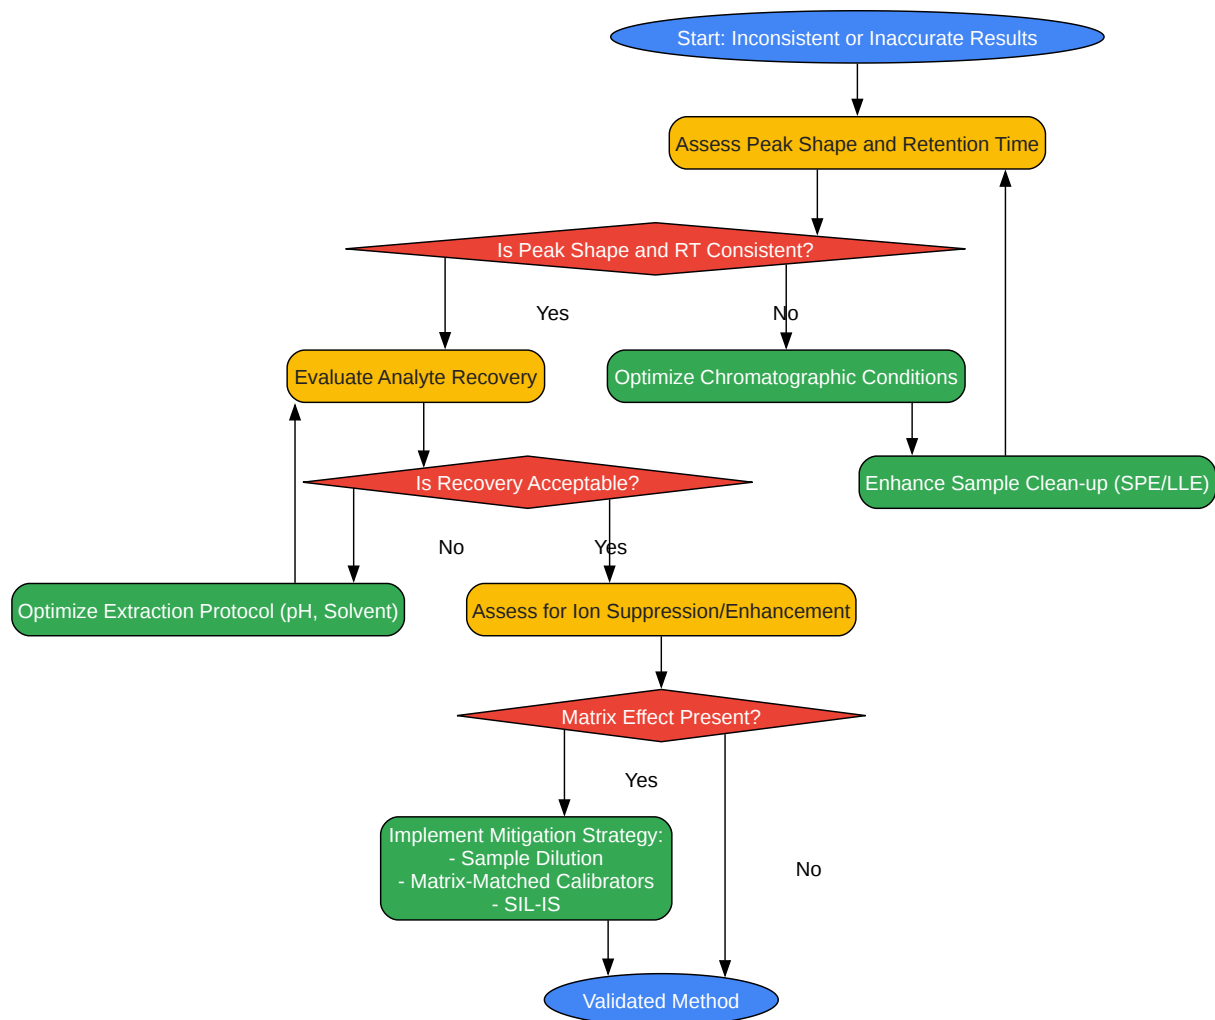 Start: Inconsistent or Inaccurate Results
Assess Peak Shape and Retention Time
Is Peak Shape and RT Consistent?
Yes
No
Evaluate Analyte Recovery
Optimize Chromatographic Conditions
Is Recovery Acceptable?
Enhance Sample Clean-up (SPE/LLE)
No
Yes
Optimize Extraction Protocol (pH, Solvent)
Assess for Ion Suppression/Enhancement
Matrix Effect Present?
Yes
Implement Mitigation Strategy:
- Sample Dilution
- Matrix-Matched Calibrators
- SIL-IS
No
Validated Method